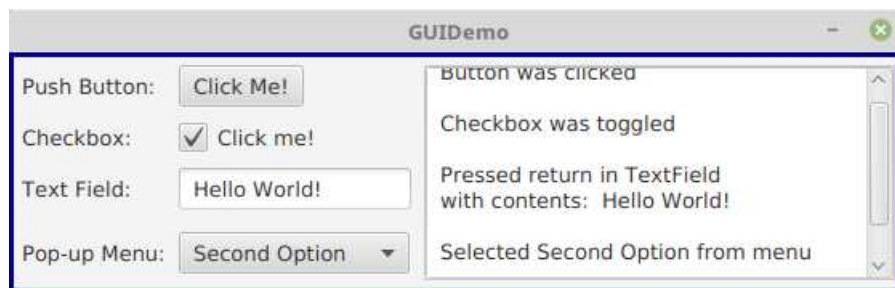 GUIDemo
Push Button: Click Me!
Checkbox: Click me!
Text Field: Hello World!
Pop-up Menu: Second Option
Button was clicked
Checkbox was toggled
Pressed return in TextField
with contents:  Hello World!
Selected Second Option from menu